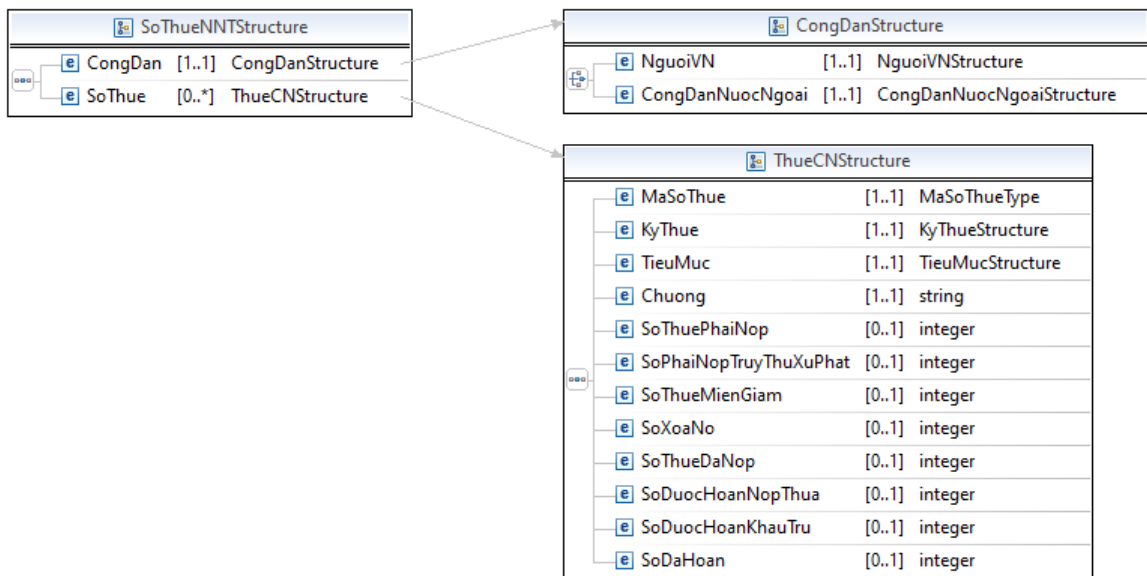 SoThueNNTStructure
CongDan [1..1] CongDanStructure
SoThue [0..*] ThueCNStructure
CongDanStructure
NguoiVN [1..1] NguoiVNStructure
CongDanNuocNgoai [1..1] CongDanNuocNgoaiStructure
ThueCNStructure
MaSoThue [1..1] MaSoThueType
KyThue [1..1] KyThueStructure
TieuMuc [1..1] TieuMucStructure
Chuong [1..1] string
SoThuePhaiNop [0..1] integer
SoPhaiNopTruyThuXuPhat [0..1] integer
SoThueMienGiam [0..1] integer
SoXoaNo [0..1] integer
SoThueDaNop [0..1] integer
SoDuocHoanNopThua [0..1] integer
SoDuocHoanKhauTru [0..1] integer
SoDaHoan [0..1] integer